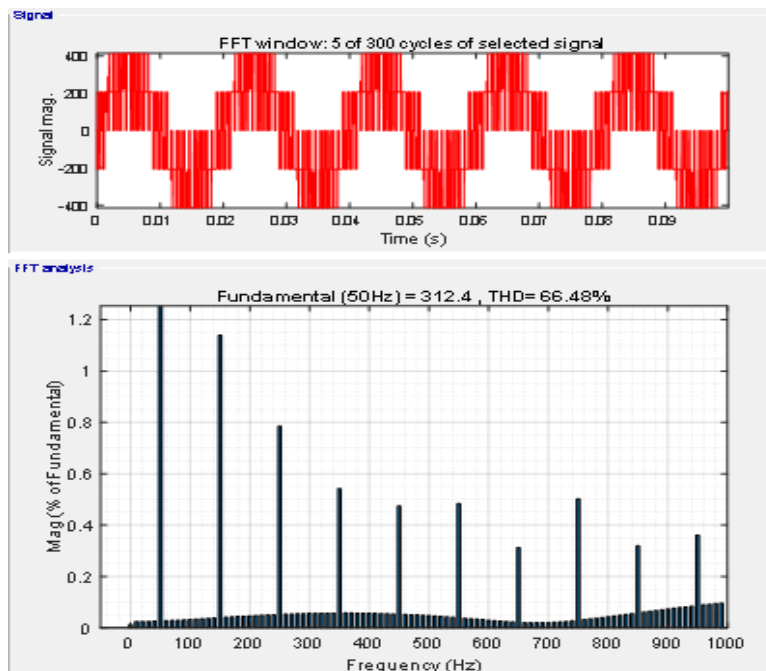 Signal
FFT window: 5 of 300 cycles of selected signal
Signal mag.
400
200
0
-200
-400
0 0.01 0.02 0.03 0.04 0.05 0.06 0.07 0.08 0.09
Time (s)
FFT analysis
Fundamental (50Hz) = 312.4 , THD= 66.48%
Mag (% of Fundamental)
1.2
1
0.8
0.6
0.4
0.2
0
0 100 200 300 400 500 600 700 800 900 1000
Frequency (Hz)